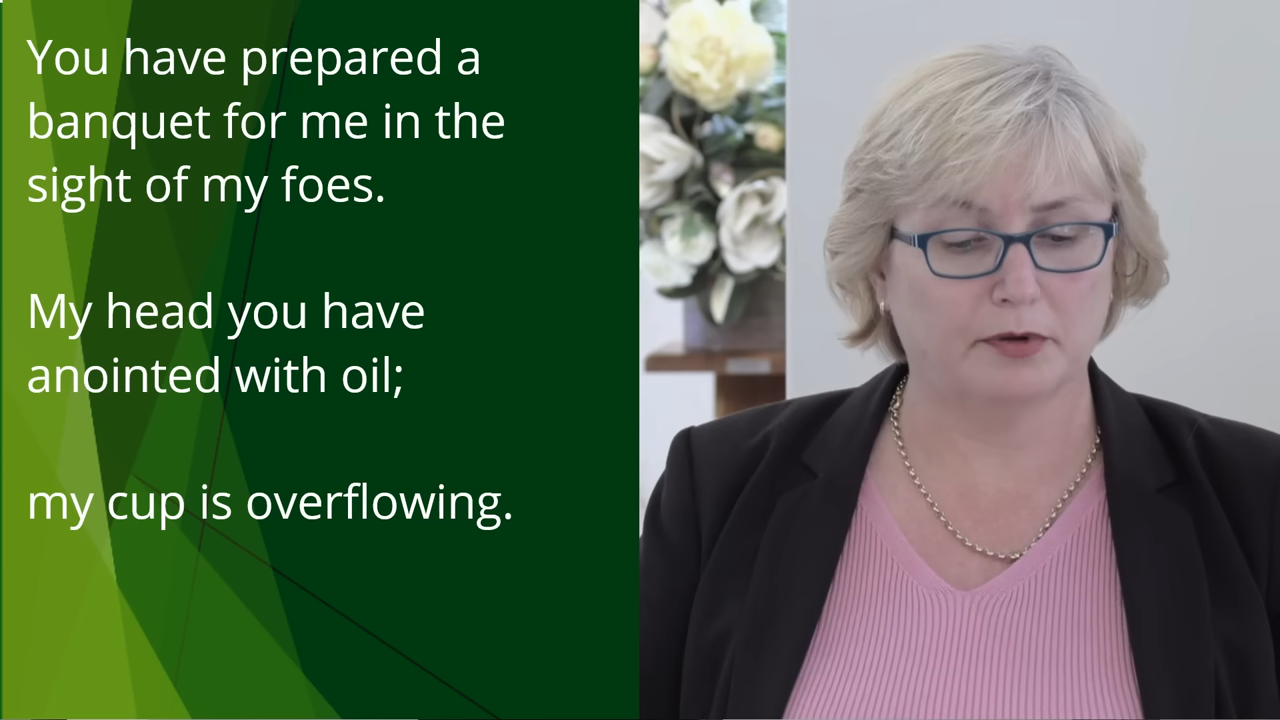 You have prepared a
banquet for me in the
sight of my foes.
My head you have
anointed with oil;
my cup is overflowing.